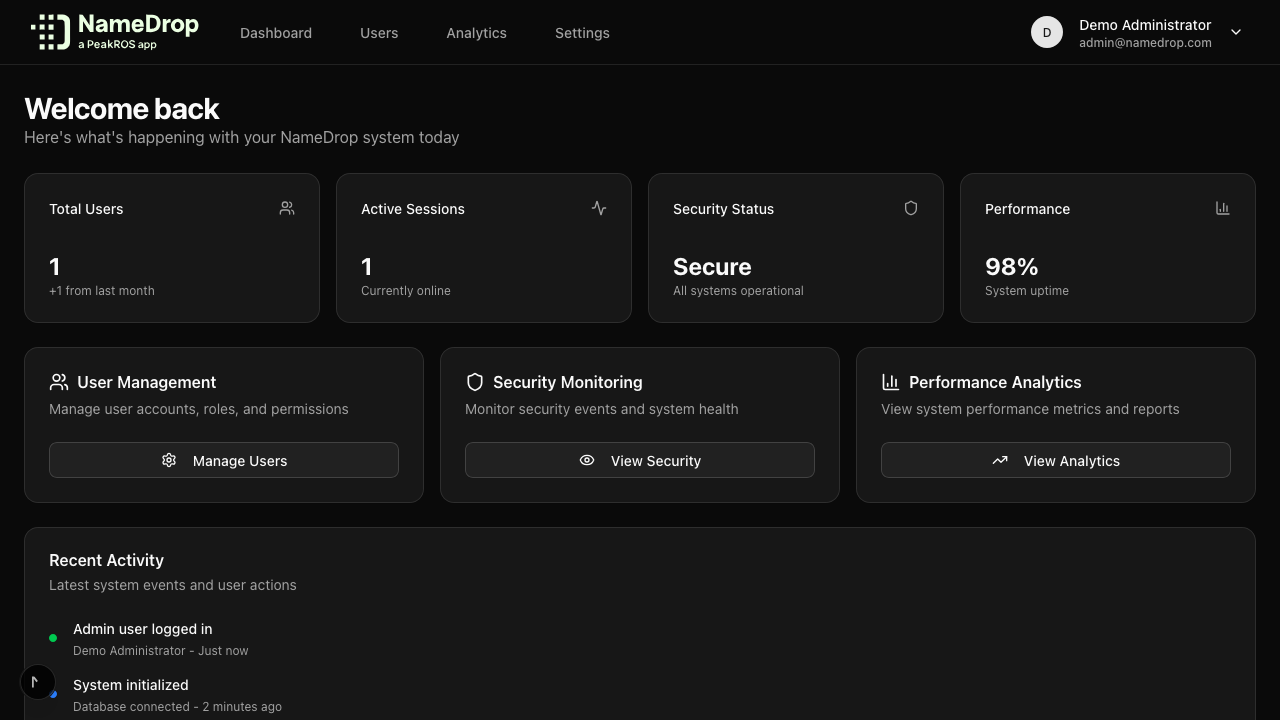 NameDrop
a PeakROS app
Dashboard
Users
Analytics
Settings
D
Demo Administrator
admin@namedrop.com
Welcome back
Here's what's happening with your NameDrop system today
Total Users
1
+1 from last month
Active Sessions
1
Currently online
Security Status
Secure
All systems operational
Performance
98%
System uptime
User Management
Manage user accounts, roles, and permissions
Manage Users
Security Monitoring
Monitor security events and system health
View Security
Performance Analytics
View system performance metrics and reports
View Analytics
Recent Activity
Latest system events and user actions
Admin user logged in
Demo Administrator - Just now
System initialized
Database connected - 2 minutes ago